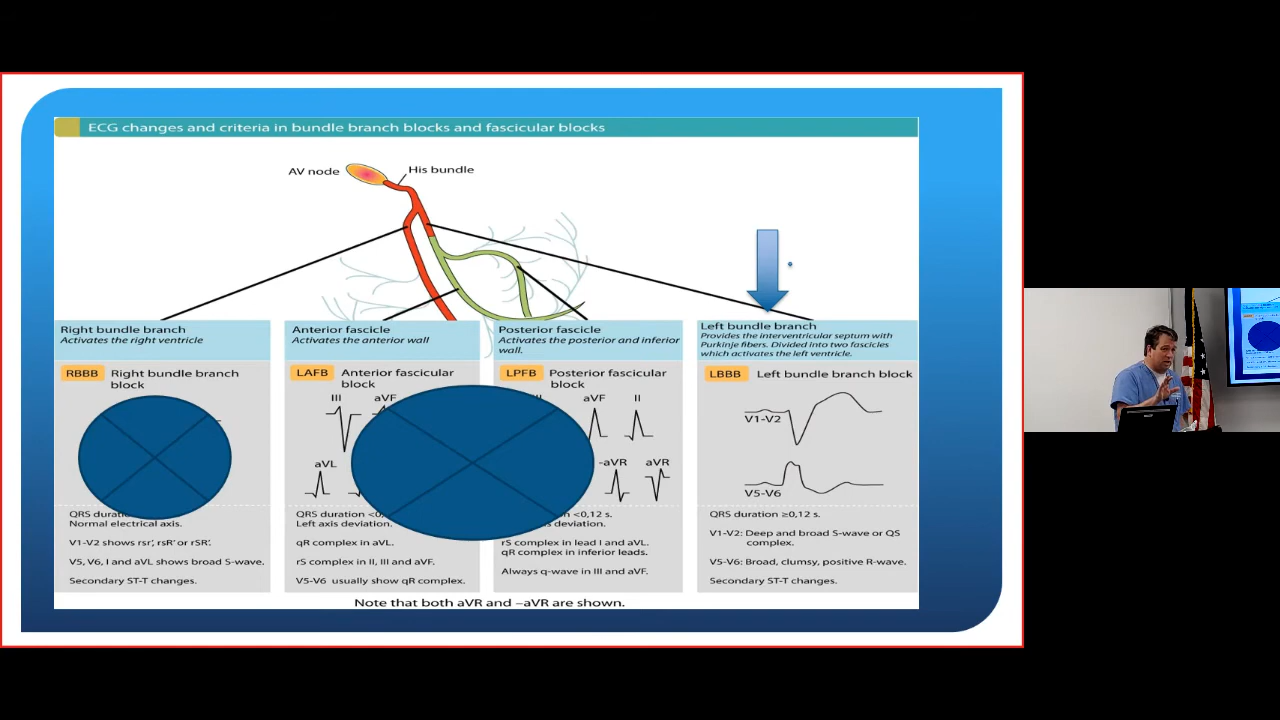 ECG changes and criteria in bundle branch blocks and fascicular blocks
AV node
His bundle
Right bundle branch
Activates the right ventricle
RBBB Right bundle branch
block
QRS duratio
Normal electrical axis.
V1-V2 shows rsr', rsR' or rSR'.
V5, V6, I and aVL shows broad S-wave.
Secondary ST-T changes.
Anterior fascicle
Activates the anterior wall
LAFB Anterior fascicular
block
III aVF
aVL
QRS duration <0,
Left axis deviation.
qR complex in aVL.
rS complex in II, III and aVF.
V5-V6 usually show qR complex.
Posterior fascicle
Activates the posterior and inferior
wall.
LPFB Posterior fascicular
block
aVF II
-aVR aVR
<0,12 s.
deviation.
rS complex in lead I and aVL.
qR complex in inferior leads.
Always q-wave in III and aVF.
Left bundle branch
Provides the interventricular septum with
Purkinje fibers. Divided into two fascicles
which activates the left ventricle.
LBBB Left bundle branch block
V1-V2
V5-V6
QRS duration ≥0,12 s.
V1-V2: Deep and broad S-wave or QS
complex.
V5-V6: Broad, clumsy, positive R-wave.
Secondary ST-T changes.
Note that both aVR and −aVR are shown.